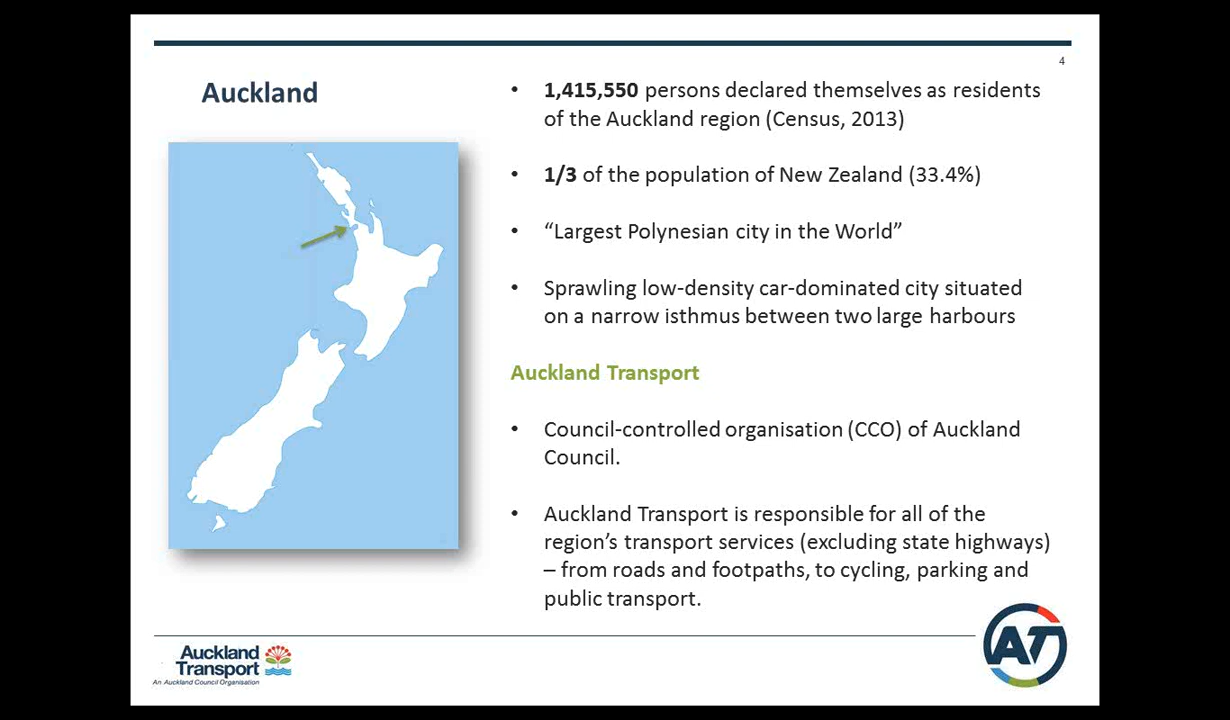 4
Auckland
• 1,415,550 persons declared themselves as residents
of the Auckland region (Census, 2013)
• 1/3 of the population of New Zealand (33.4%)
• “Largest Polynesian city in the World”
• Sprawling low-density car-dominated city situated
on a narrow isthmus between two large harbours
Auckland Transport
• Council-controlled organisation (CCO) of Auckland
Council.
• Auckland Transport is responsible for all of the
region’s transport services (excluding state highways)
– from roads and footpaths, to cycling, parking and
public transport.
Auckland
Transport
An Auckland Council Organisation
AT